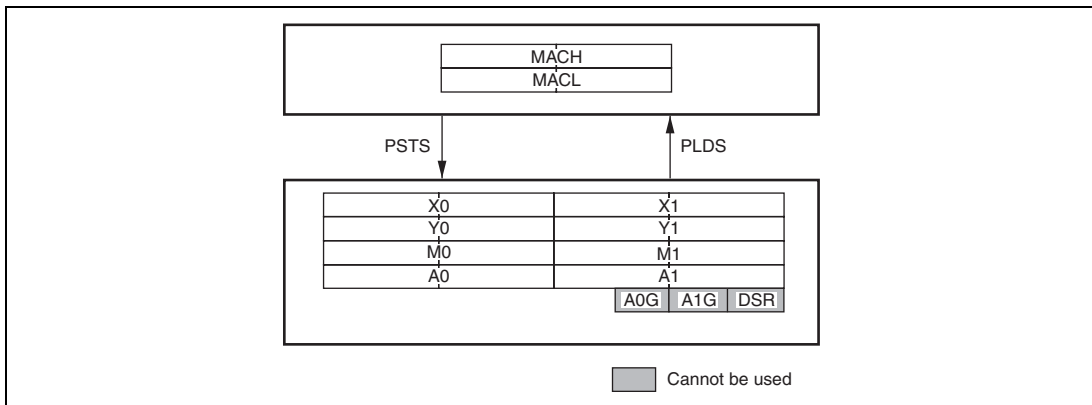 MACH
MACL
PSTS PLDS
X0 X1
Y0 Y1
M0 M1
A0 A1
A0G A1G DSR
Cannot be used